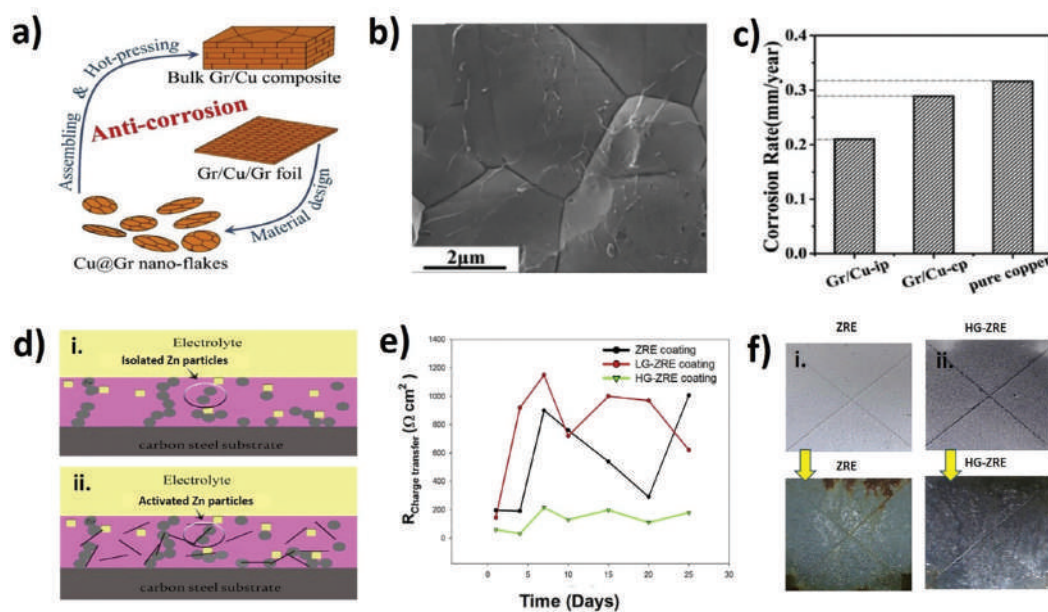 a)
Assembling & Hot-pressing
Bulk Gr/Cu composite
Anti-corrosion
Gr/Cu/Gr foil
Material design
Cu@Gr nano-flakes
b)
2μm
c)
Corrosion Rate(mm/year)
0.4
0.3
0.2
0.1
0.0
Gr/Cu-ip
Gr/Cu-cp
pure copper
d)
i.
Electrolyte
Isolated Zn particles
carbon steel substrate
ii.
Electrolyte
Activated Zn particles
carbon steel substrate
e)
RCharge transfer (Ω cm²)
1400
1200
1000
800
600
400
200
0
ZRE coating
LG-ZRE coating
HG-ZRE coating
0
5
10
15
20
25
30
Time (Days)
f)
ZRE
HG-ZRE
i.
ii.
ZRE
HG-ZRE